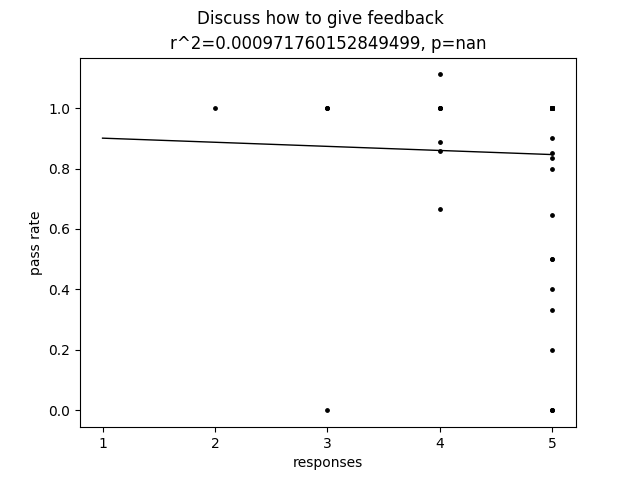 Discuss how to give feedback
r^2=0.000971760152849499, p=nan
1.0
0.8
0.6
0.4
0.2
0.0
pass rate
1 2 3 4 5
responses